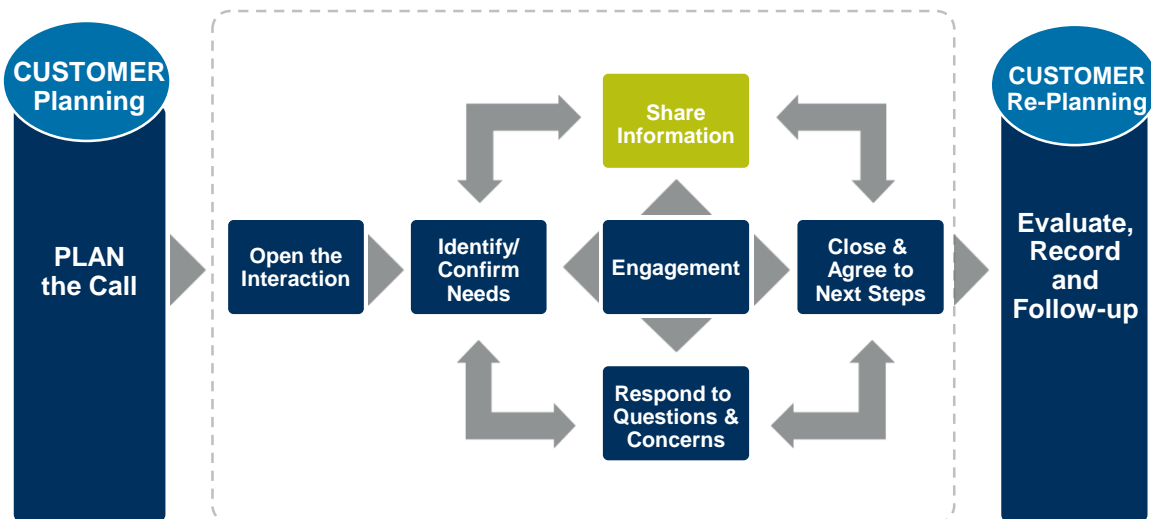 CUSTOMER
Planning
PLAN
the Call
Open the
Interaction
Identify/
Confirm
Needs
Share
Information
Engagement
Respond to
Questions &
Concerns
Close &
Agree to
Next Steps
CUSTOMER
Re-Planning
Evaluate,
Record
and
Follow-up